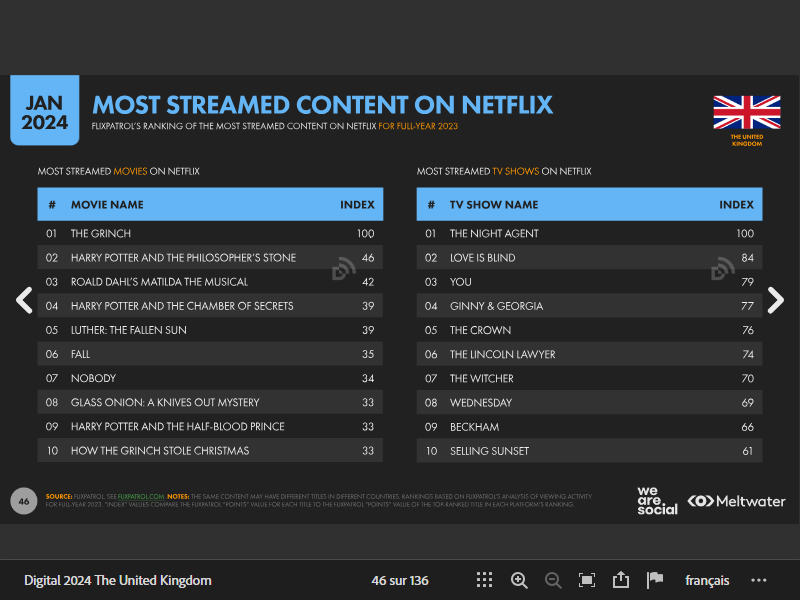 JAN
2024
MOST STREAMED CONTENT ON NETFLIX
FLIXPATROL'S RANKING OF THE MOST STREAMED CONTENT ON NETFLIX FOR FULL-YEAR 2023
THE UNITED
KINGDOM
MOST STREAMED MOVIES ON NETFLIX
# MOVIE NAME INDEX
01 THE GRINCH 100
02 HARRY POTTER AND THE PHILOSOPHER'S STONE 46
03 ROALD DAHL'S MATILDA THE MUSICAL 42
04 HARRY POTTER AND THE CHAMBER OF SECRETS 39
05 LUTHER: THE FALLEN SUN 39
06 FALL 35
07 NOBODY 34
08 GLASS ONION: A KNIVES OUT MYSTERY 33
09 HARRY POTTER AND THE HALF-BLOOD PRINCE 33
10 HOW THE GRINCH STOLE CHRISTMAS 33
MOST STREAMED TV SHOWS ON NETFLIX
# TV SHOW NAME INDEX
01 THE NIGHT AGENT 100
02 LOVE IS BLIND 84
03 YOU 79
04 GINNY & GEORGIA 77
05 THE CROWN 76
06 THE LINCOLN LAWYER 74
07 THE WITCHER 70
08 WEDNESDAY 69
09 BECKHAM 66
10 SELLING SUNSET 61
46
SOURCE: FLIXPATROL. SEE FLIXPATROL.COM. NOTES: THE SAME CONTENT MAY HAVE DIFFERENT TITLES IN DIFFERENT COUNTRIES. RANKINGS BASED ON FLIXPATROL'S ANALYSIS OF VIEWING ACTIVITY
FOR FULL-YEAR 2023. "INDEX" VALUES COMPARE THE FLIXPATROL "POINTS" VALUE FOR EACH TITLE TO THE FLIXPATROL "POINTS" VALUE OF THE TOP-RANKED TITLE IN EACH PLATFORM'S RANKING.
we
are
social
Meltwater
Digital 2024 The United Kingdom
46 sur 136
français